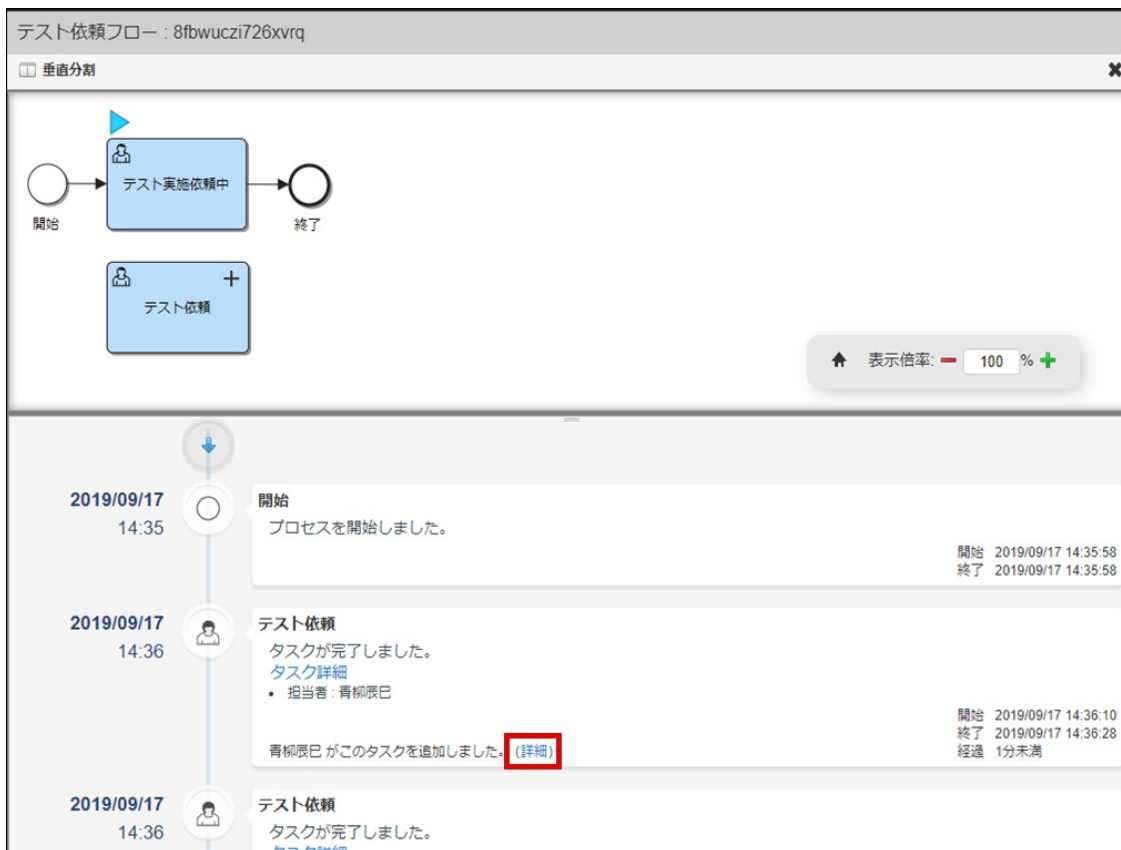 テスト依頼フロー : 8fbwuczi726xvrq
垂直分割
テスト実施依頼中
開始
終了
テスト依頼
表示倍率: 100 %
2019/09/17
14:35
開始
プロセスを開始しました。
開始 2019/09/17 14:35:58
終了 2019/09/17 14:35:58
2019/09/17
14:36
テスト依頼
タスクが完了しました。
タスク詳細
• 担当者 : 青柳辰巳
開始 2019/09/17 14:36:10
終了 2019/09/17 14:36:28
経過 1分未満
青柳辰巳 がこのタスクを追加しました。 (詳細)
2019/09/17
14:36
テスト依頼
タスクが完了しました。